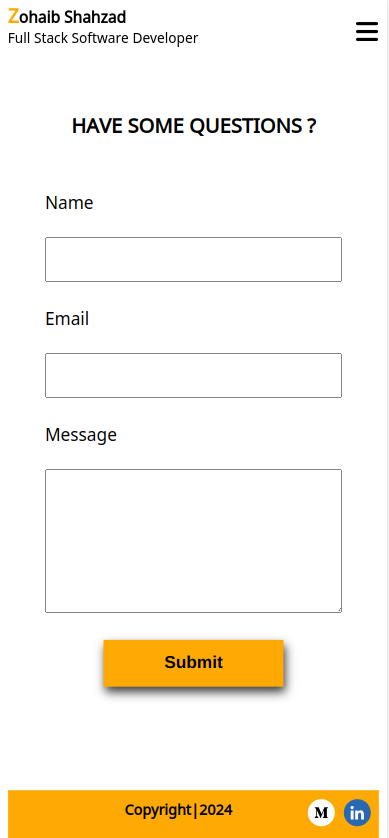 Zohaib Shahzad
Full Stack Software Developer
HAVE SOME QUESTIONS ?
Name
Email
Message
Submit
Copyright|2024
M
in